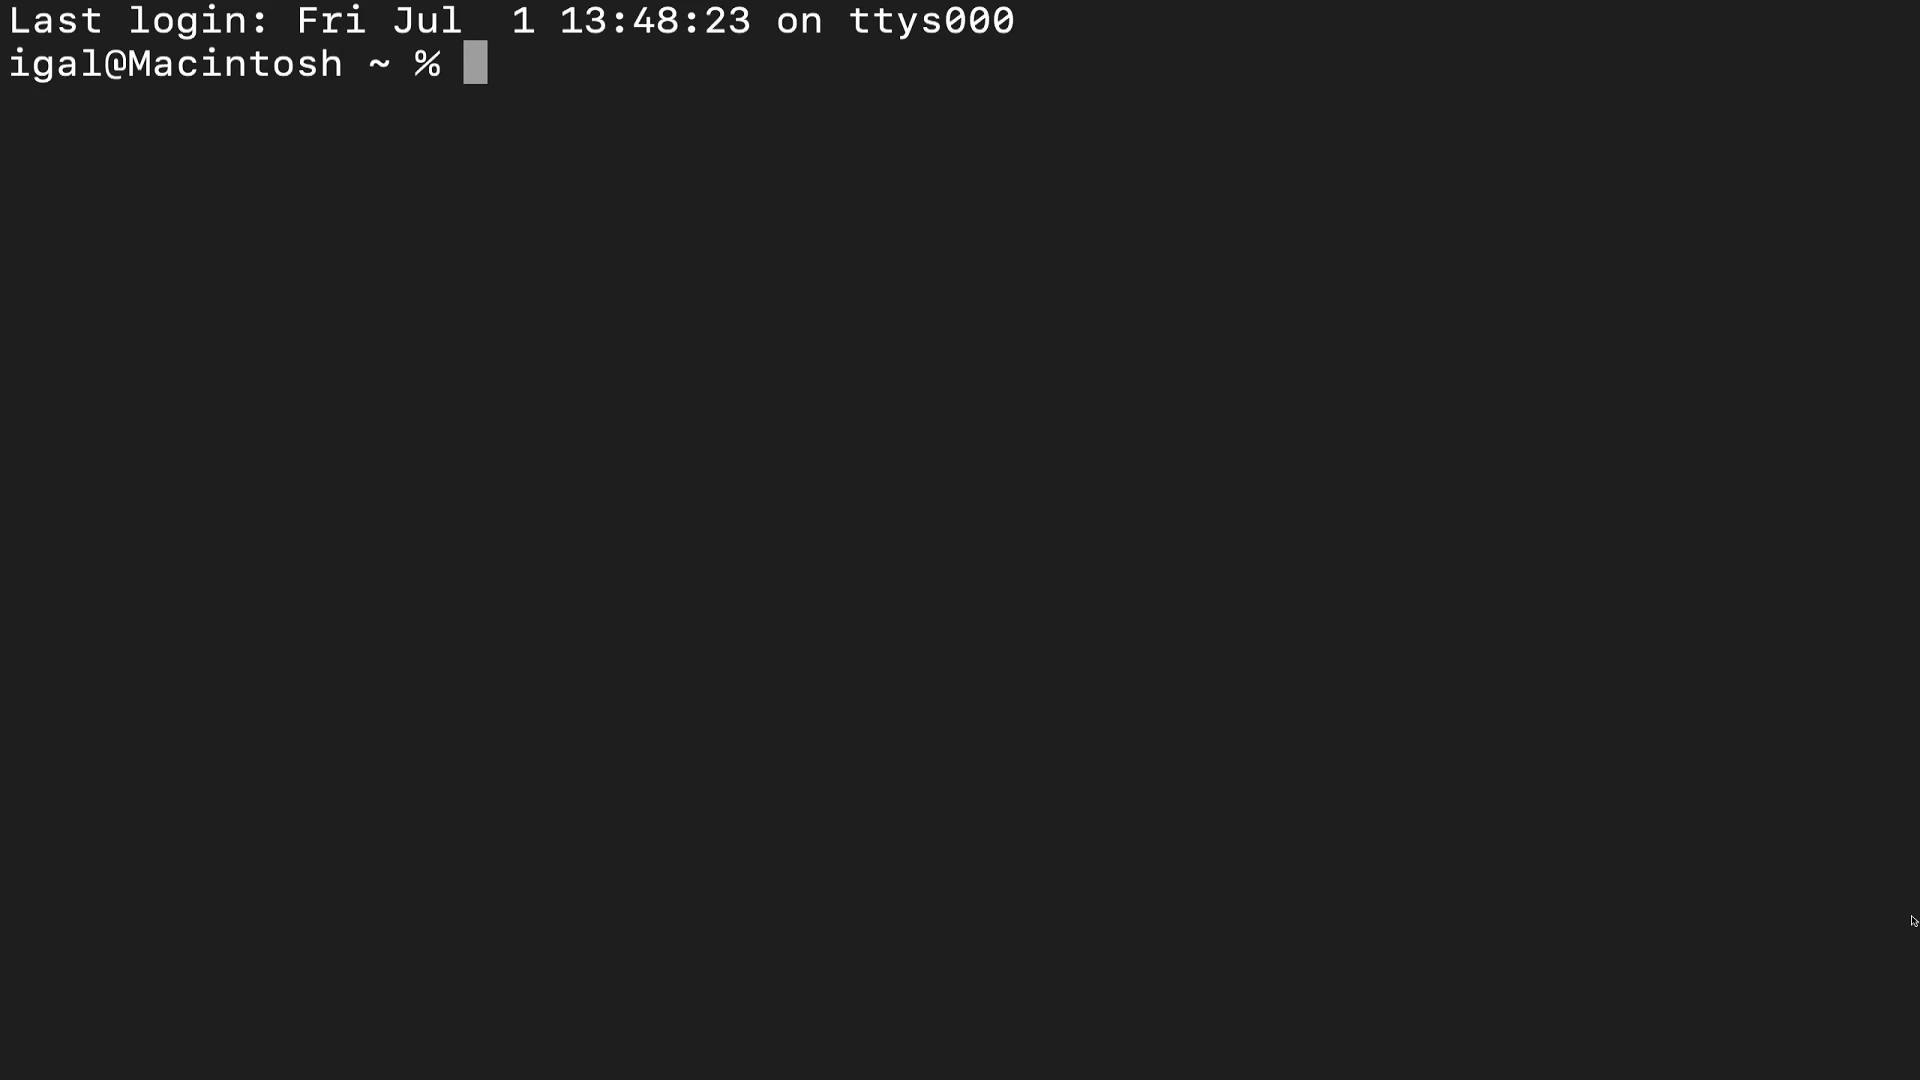 Last login: Fri Jul  1 13:48:23 on ttys000
igal@Macintosh ~ %